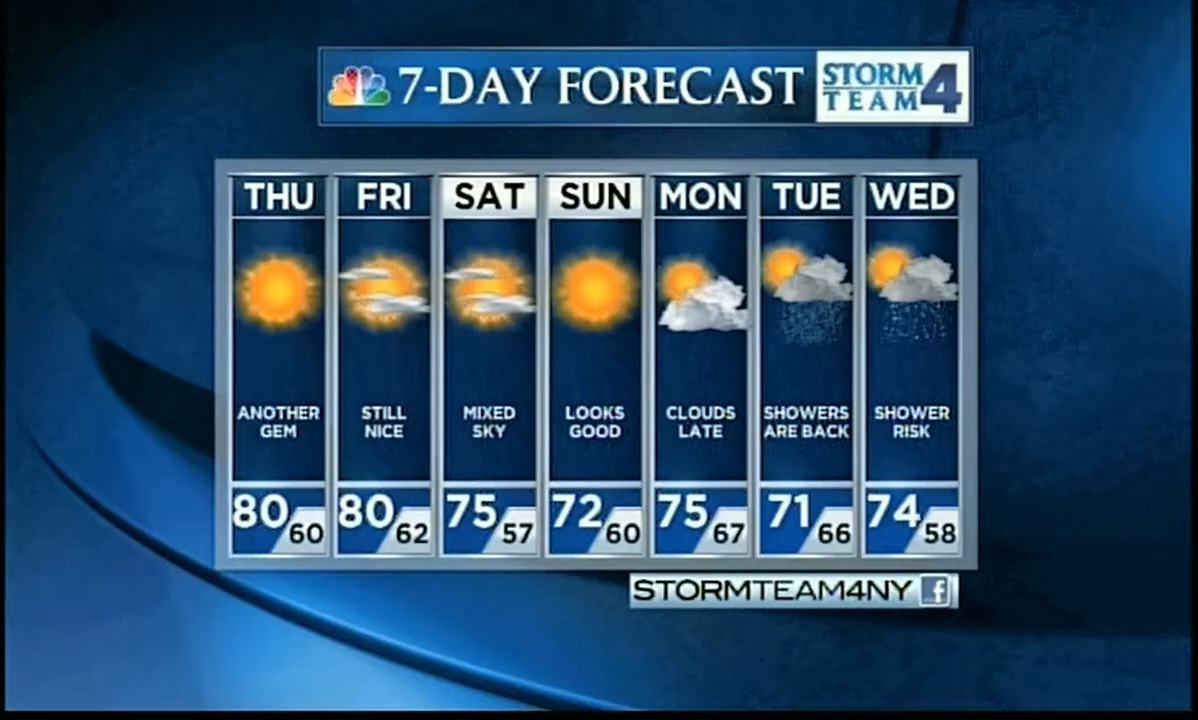 7-DAY FORECAST
STORM
TEAM 4
THU FRI SAT SUN MON TUE WED
ANOTHER
GEM
STILL
NICE
MIXED
SKY
LOOKS
GOOD
CLOUDS
LATE
SHOWERS
ARE BACK
SHOWER
RISK
80/60
80/62
75/57
72/60
75/67
71/66
74/58
STORMTEAM4NY f